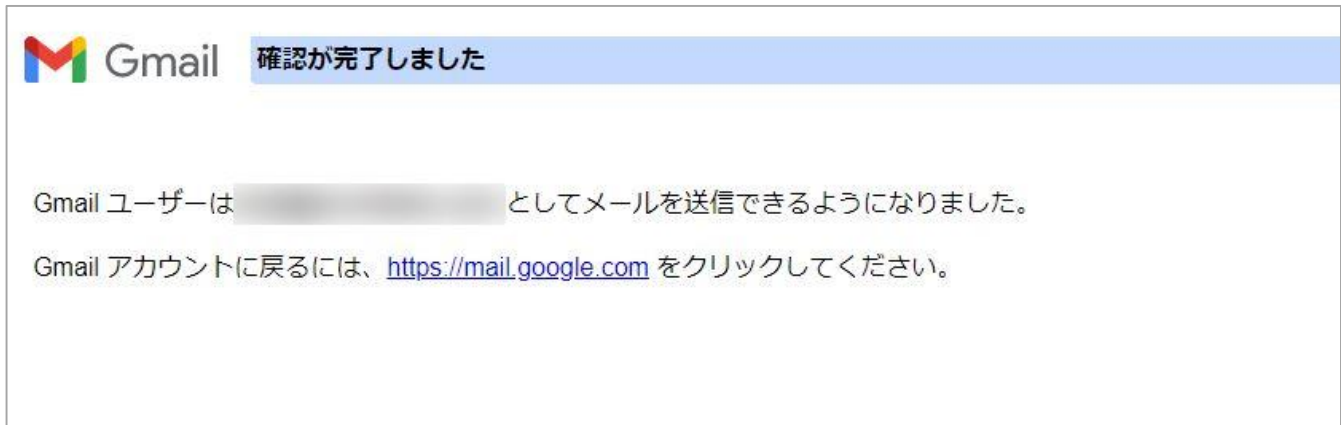 Gmail 確認が完了しました
Gmail ユーザーは としてメールを送信できるようになりました。
Gmail アカウントに戻るには、https://mail.google.com をクリックしてください。